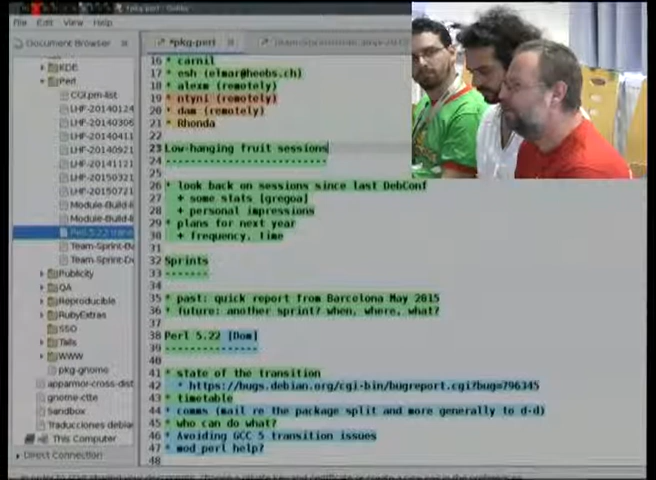 File Edit View Help
Document Browser
*pkg-perl
KDE
Perl
CGI.pm-list
LHF-20140124
LHF-20140306
LHF-20140411
LHF-20140921
LHF-20141121
LHF-20150321
LHF-20150721
Module-Build-
Module-Build-
Perl 5.22
Team-Sprint-
Team-Sprint-
Publicity
QA
Reproducible
RubyExtras
SSO
Tails
WWW
pkg-gnome
apparmor-cross-dist
gnome-ctte
Sandbox
Traducciones debia
This Computer
Direct Connection
16 * carnil
17 * esh (elmar@heebs.ch)
18 * alexm (remotely)
19 * ntyni (remotely)
20 * dam (remotely)
21 * Rhonda
22
23 Low-hanging fruit sessions
24 --------------------------
25
26 * look back on sessions since last DebConf
27 + some stats [gregoa]
28 + personal impressions
29 * plans for next year
30 + frequency, time
31
32 Sprints
33 -------
34
35 * past: quick report from Barcelona May 2015
36 * future: another sprint? when, where, what?
37
38 Perl 5.22 [Dom]
39 ---------------
40
41 * state of the transition
42 * https://bugs.debian.org/cgi-bin/bugreport.cgi?bug=796345
43 * timetable
44 * comms (mail re the package split and more generally to d-d)
45 * who can do what?
46 * Avoiding GCC 5 transition issues
47 * mod_perl help?
48